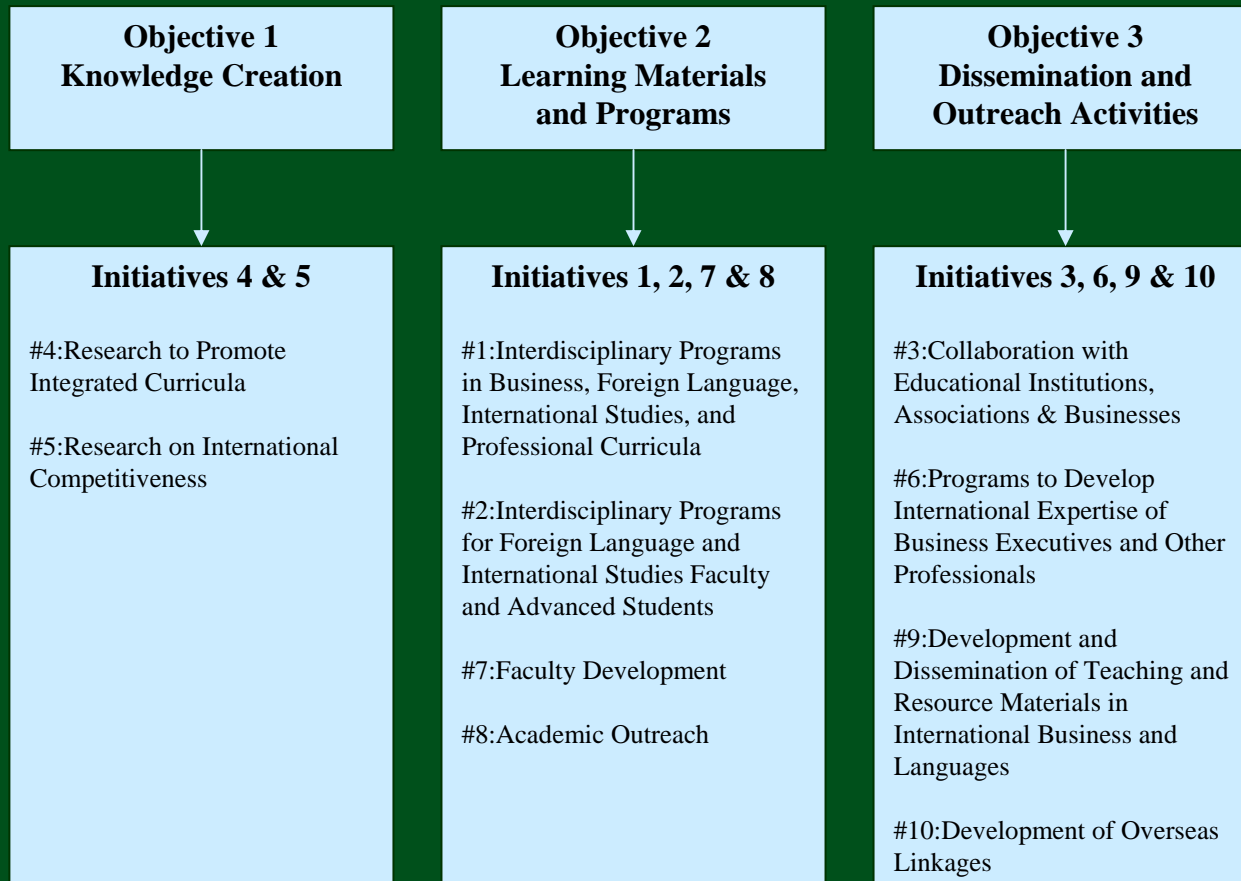 Objective 1
Knowledge Creation
Objective 2
Learning Materials
and Programs
Objective 3
Dissemination and
Outreach Activities
Initiatives 4 & 5
#4:Research to Promote
Integrated Curricula
#5:Research on International
Competitiveness
Initiatives 1, 2, 7 & 8
#1:Interdisciplinary Programs
in Business, Foreign Language,
International Studies, and
Professional Curricula
#2:Interdisciplinary Programs
for Foreign Language and
International Studies Faculty
and Advanced Students
#7:Faculty Development
#8:Academic Outreach
Initiatives 3, 6, 9 & 10
#3:Collaboration with
Educational Institutions,
Associations & Businesses
#6:Programs to Develop
International Expertise of
Business Executives and Other
Professionals
#9:Development and
Dissemination of Teaching and
Resource Materials in
International Business and
Languages
#10:Development of Overseas
Linkages